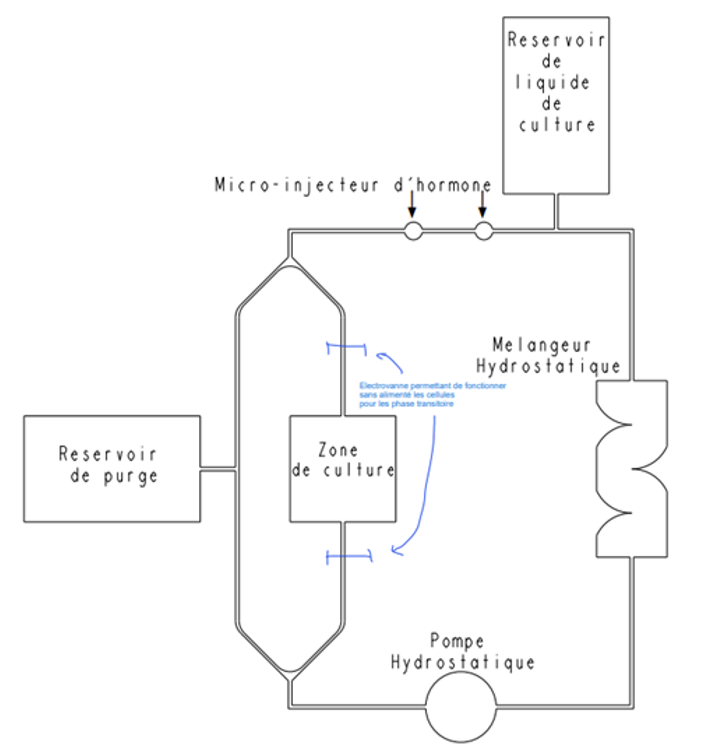 Reservoir
de
liquide
de
culture
Micro-injecteur d'hormone
Melangeur
Hydrostatique
Electrovanne permettant de fonctionner
sans alimenté les cellules
pour les phase transitoire
Reservoir
de purge
Zone
de culture
Pompe
Hydrostatique